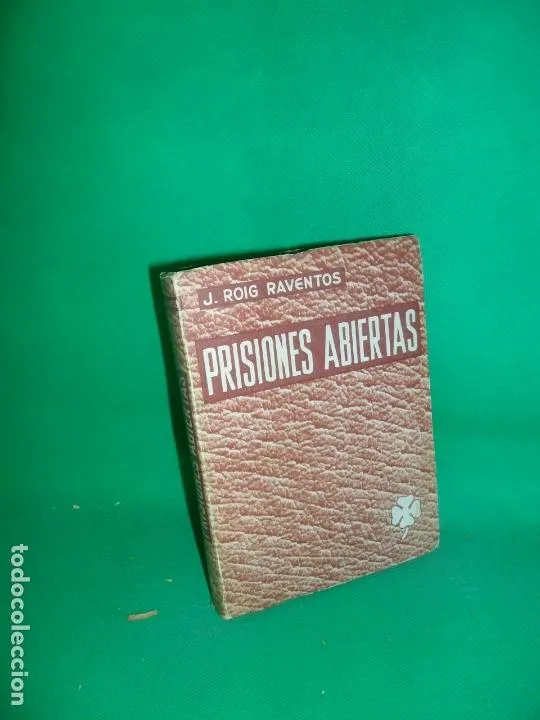 J. ROIG RAVENTOS
PRISIONES ABIERTAS
todocoleccion